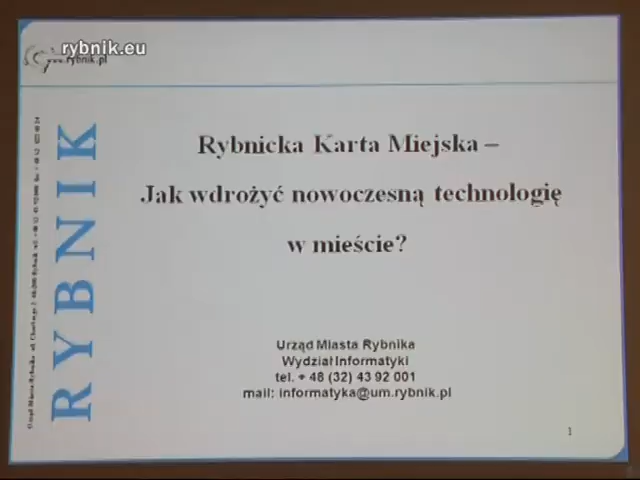 rybnik.eu
www.rybnik.pl
RYBNIK
Rybnicka Karta Miejska –
Jak wdrożyć nowoczesną technologię
w mieście?
Urząd Miasta Rybnika
Wydział Informatyki
tel. + 48 (32) 43 92 001
mail: informatyka@um.rybnik.pl
1